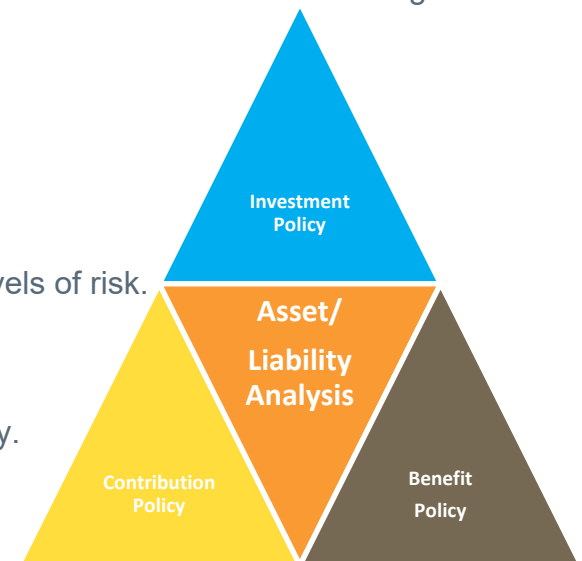 Investment
Policy
vels of risk.
Asset/
Liability
Analysis
y.
Contribution
Policy
Benefit
Policy